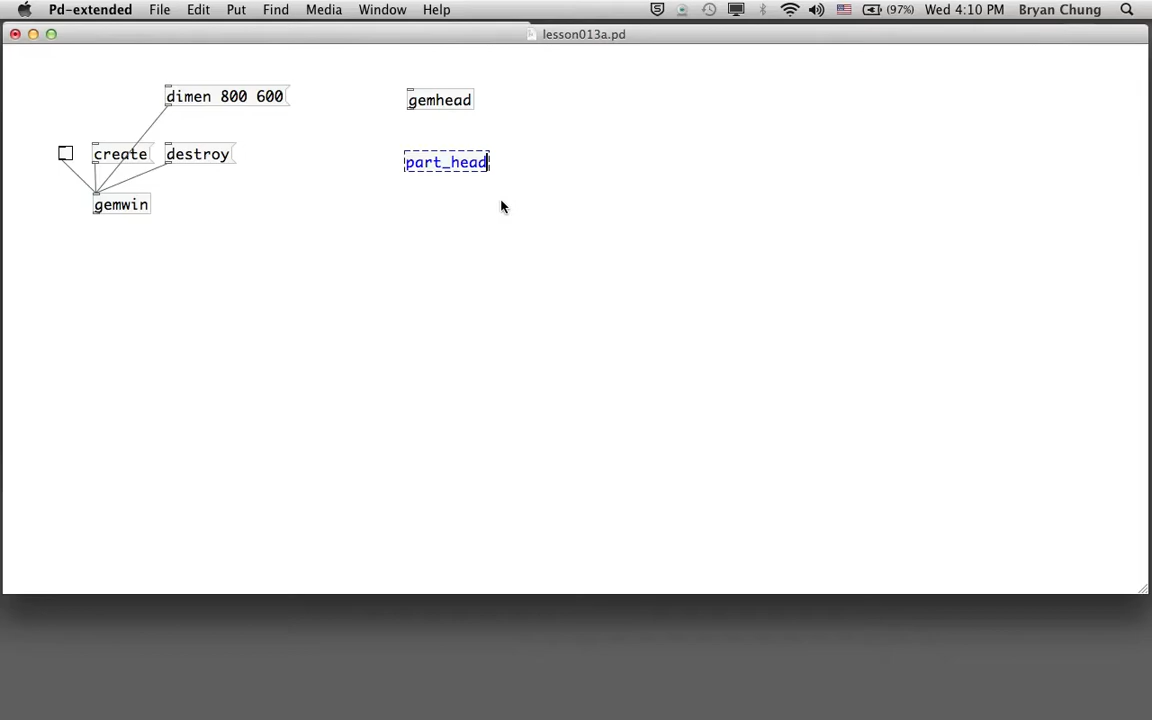 Pd-extended File Edit Put Find Media Window Help (97%) Wed 4:10 PM Bryan Chung
lesson013a.pd
dimen 800 600
gemhead
create destroy
part_head
gemwin